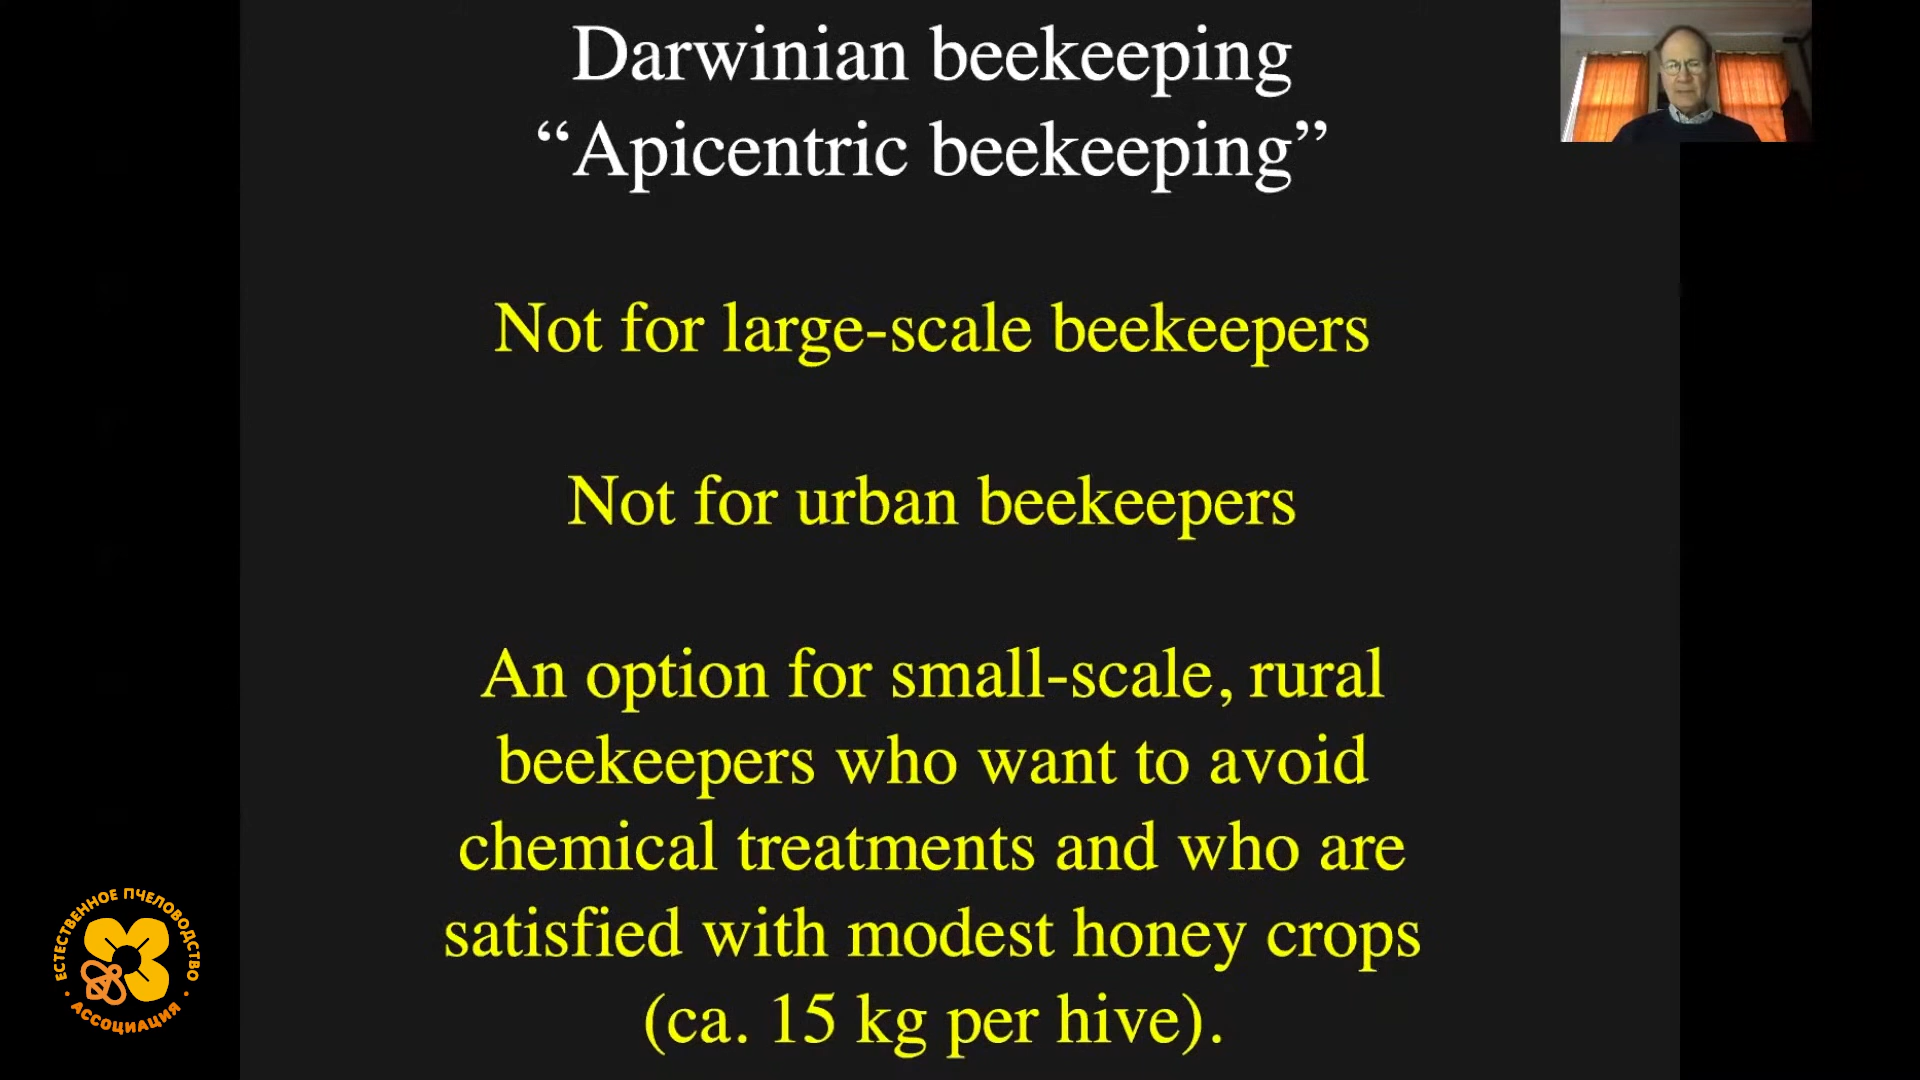 Darwinian beekeeping
“Apicentric beekeeping”
Not for large-scale beekeepers
Not for urban beekeepers
An option for small-scale, rural
beekeepers who want to avoid
chemical treatments and who are
satisfied with modest honey crops
(ca. 15 kg per hive).
ЕСТЕСТВЕННОЕ ПЧЕЛОВОДСТВО
· АССОЦИАЦИЯ ·